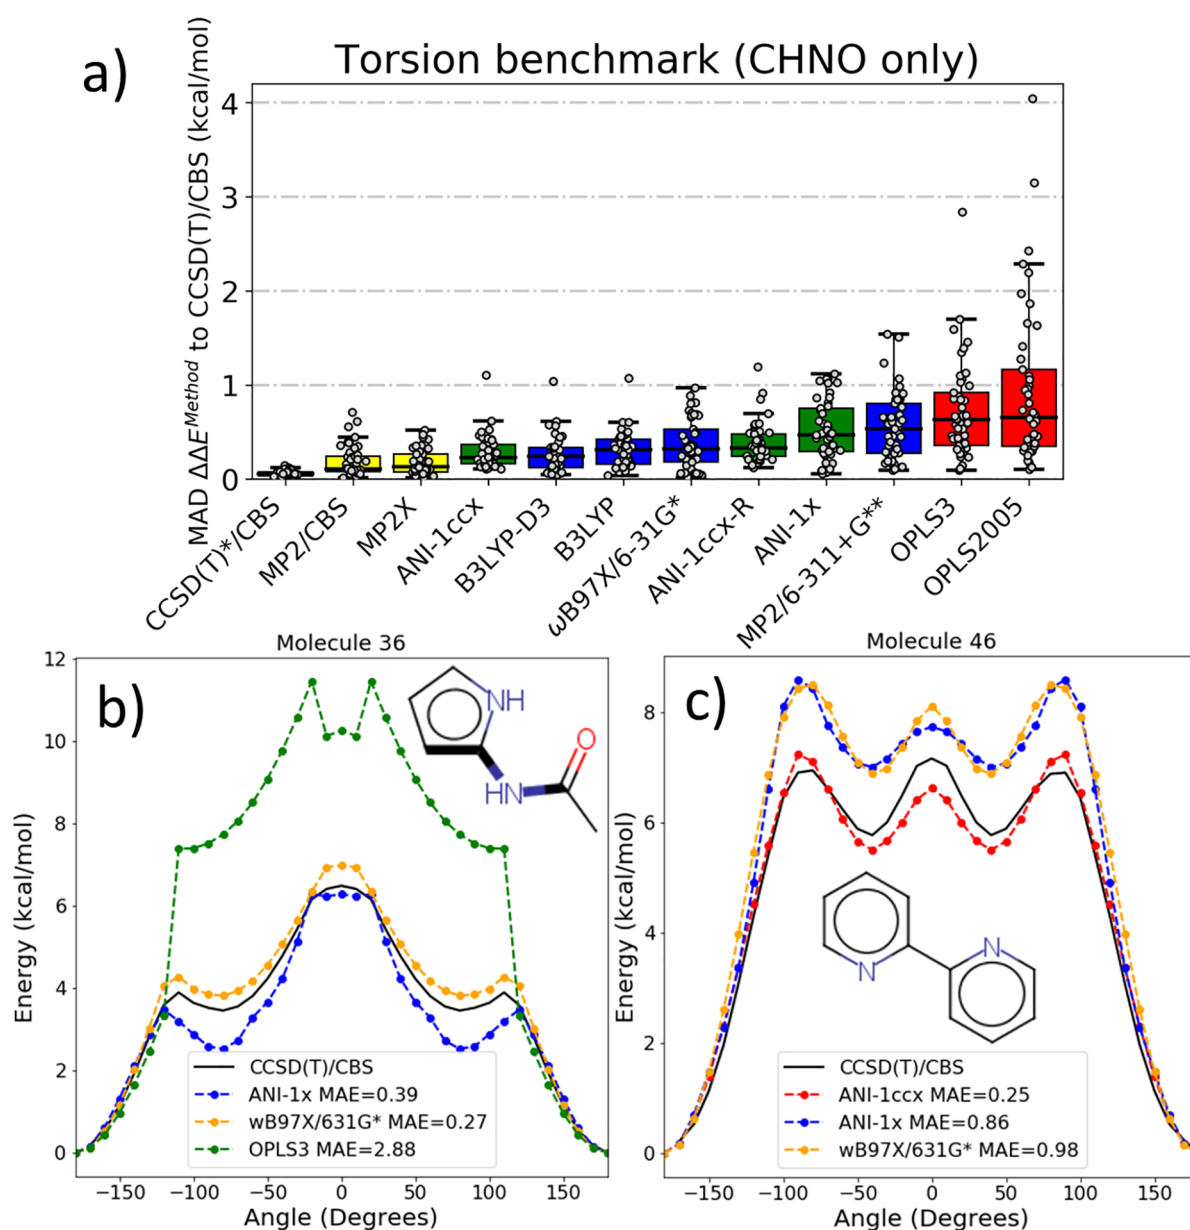 a)
Torsion benchmark (CHNO only)
MAD ΔΔE^Method to CCSD(T)/CBS (kcal/mol)
4
3
2
1
0
CCSD(T)*/CBS
MP2/CBS
MP2X
ANI-1ccx
B3LYP-D3
B3LYP
ωB97X/6-31G*
ANI-1ccx-R
ANI-1x
MP2/6-311+G**
OPLS3
OPLS2005
Molecule 36
b)
Energy (kcal/mol)
12
10
8
6
4
2
0
NH
O
HN
CCSD(T)/CBS
ANI-1x MAE=0.39
wB97X/631G* MAE=0.27
OPLS3 MAE=2.88
−150 −100 −50 0 50 100 150
Angle (Degrees)
Molecule 46
c)
Energy (kcal/mol)
8
6
4
2
0
N
N
CCSD(T)/CBS
ANI-1ccx MAE=0.25
ANI-1x MAE=0.86
wB97X/631G* MAE=0.98
−150 −100 −50 0 50 100 150
Angle (Degrees)